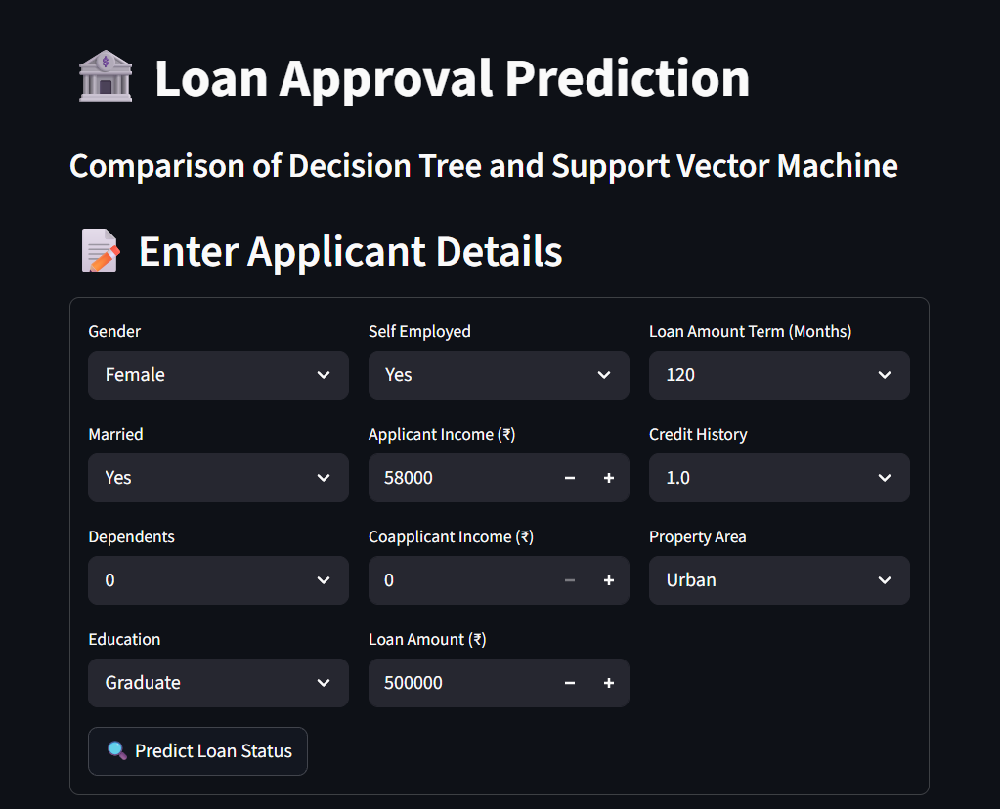 Loan Approval Prediction
Comparison of Decision Tree and Support Vector Machine
Enter Applicant Details
Gender
Female
Married
Yes
Dependents
0
Education
Graduate
Self Employed
Yes
Applicant Income (₹)
58000
Coapplicant Income (₹)
0
Loan Amount (₹)
500000
Loan Amount Term (Months)
120
Credit History
1.0
Property Area
Urban
Predict Loan Status